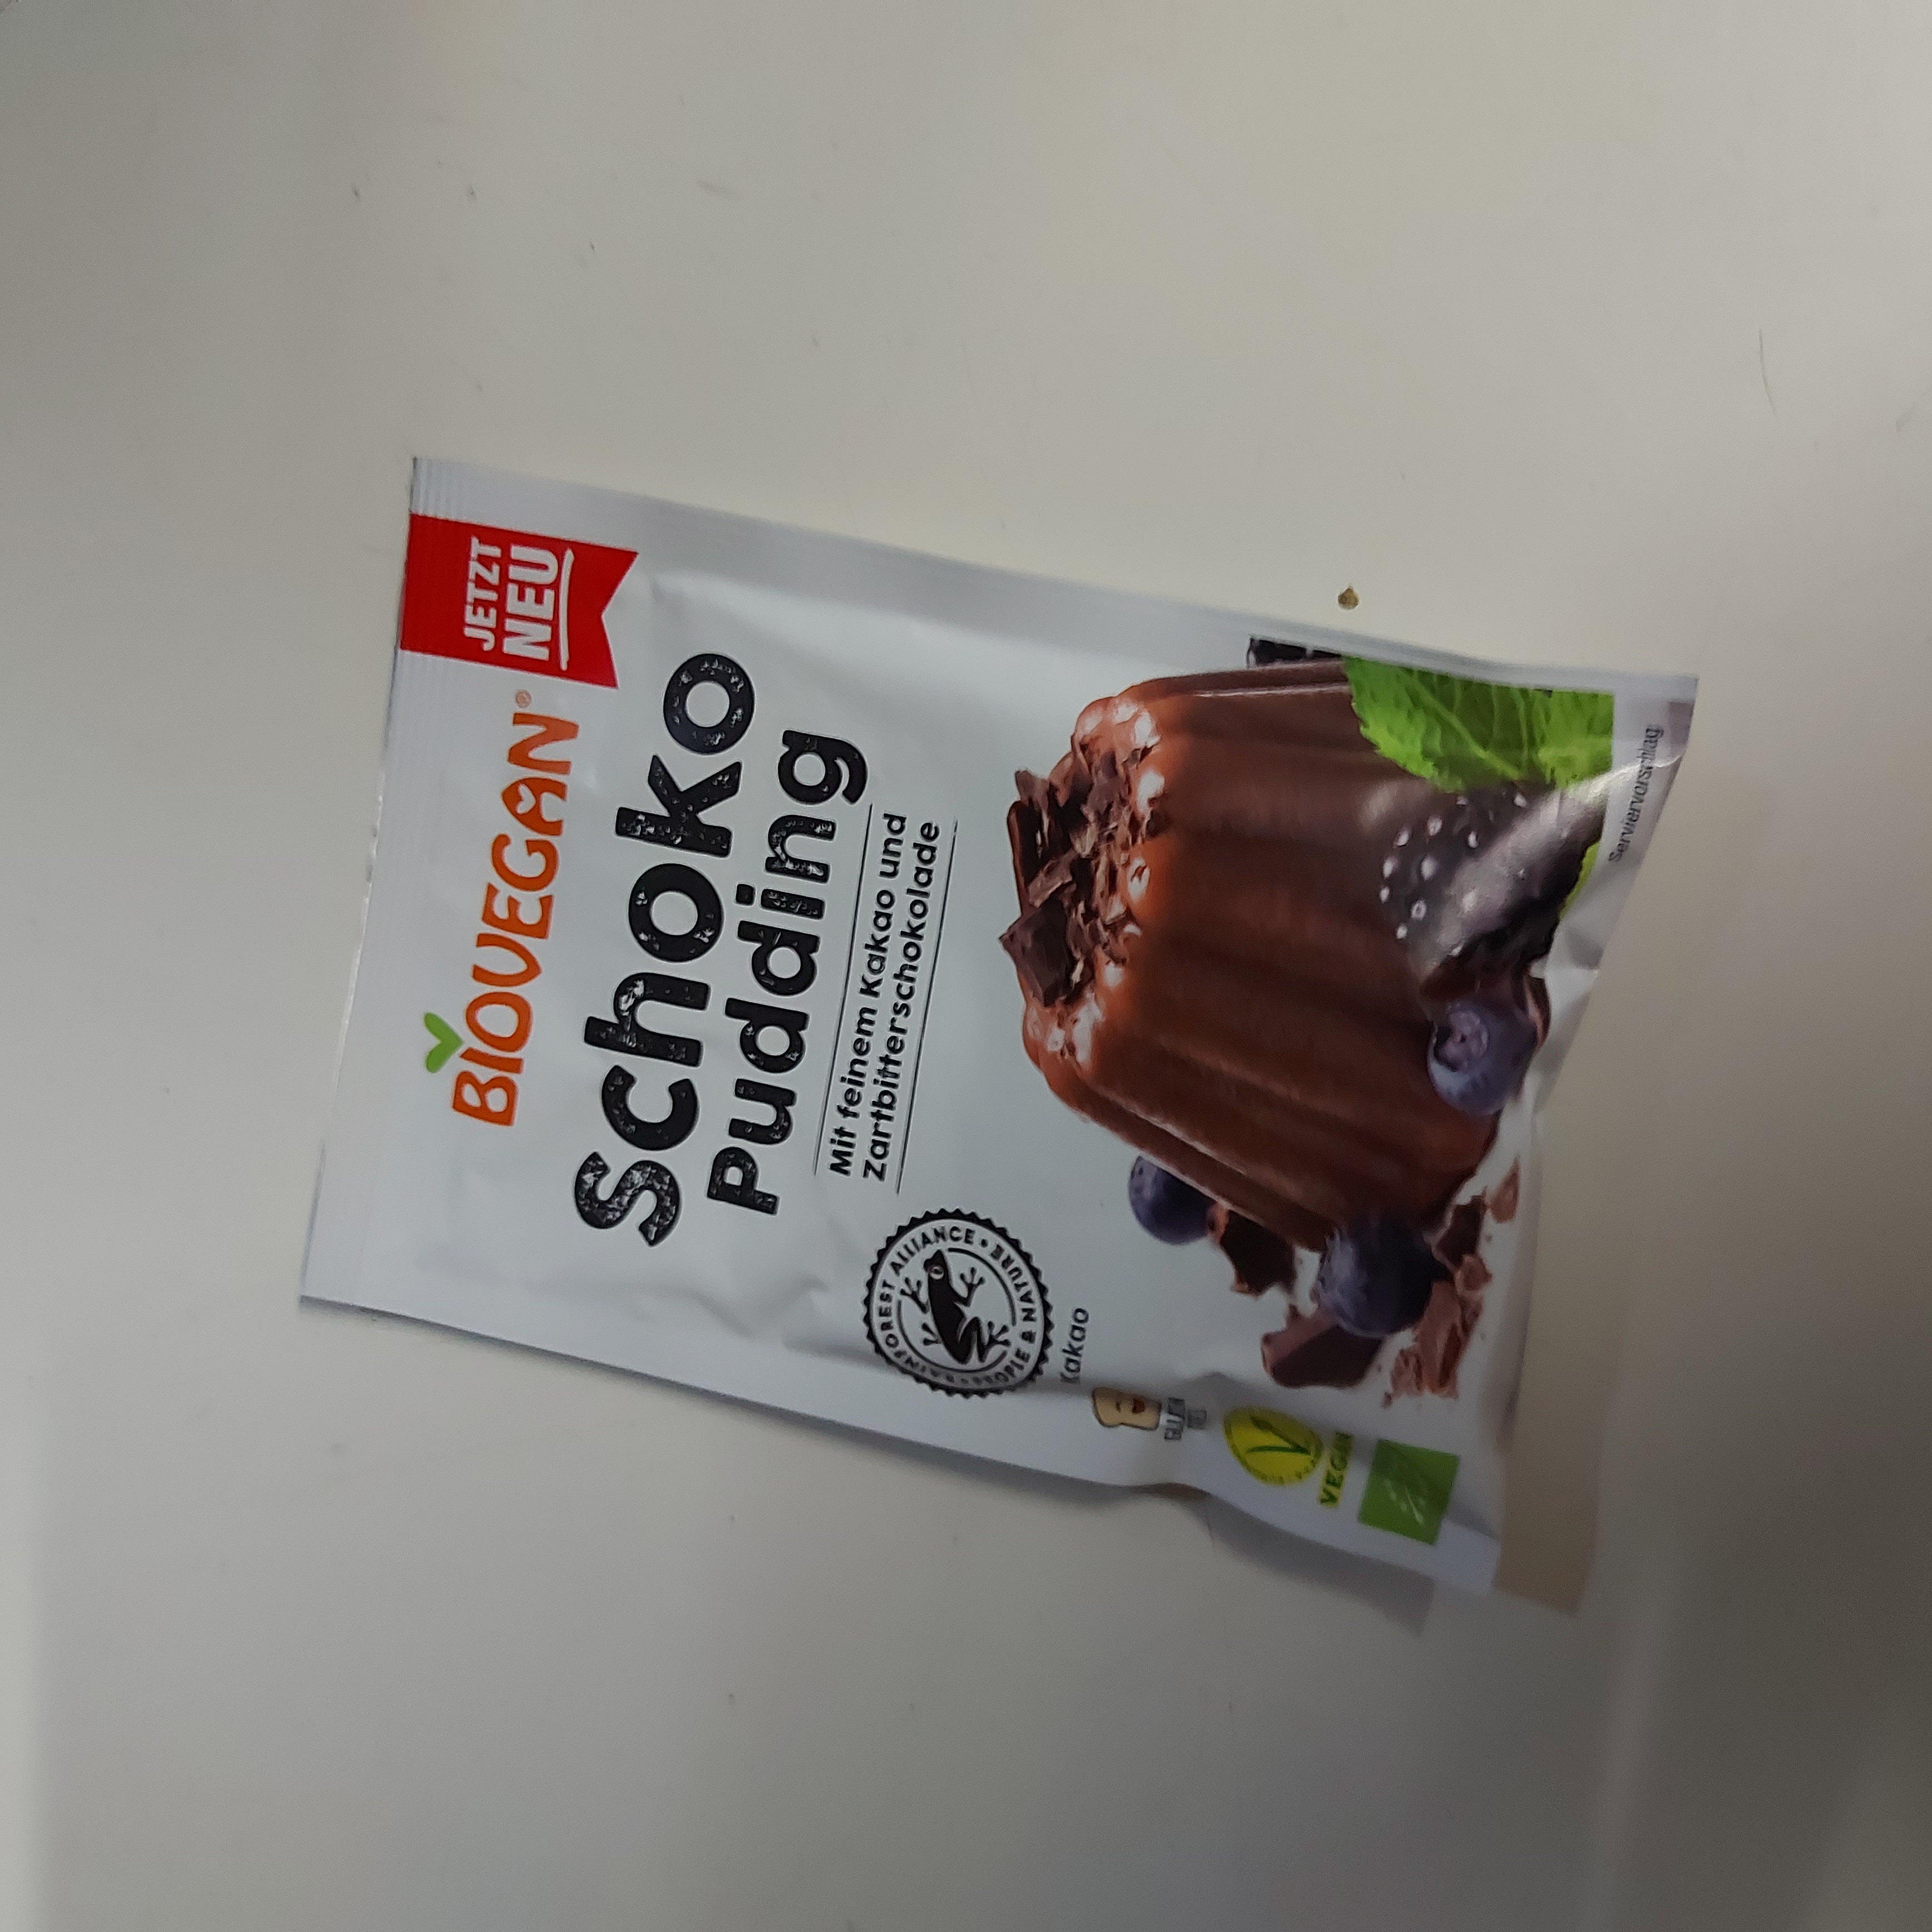 BIOVEGAN®
JETZT
NEU
Schoko
Pudding
Mit feinem Kakao und
Zartbitterschokolade
RAINFOREST ALLIANCE
PEOPLE & NATURE
Kakao
VEGAN
Serviervorschlag